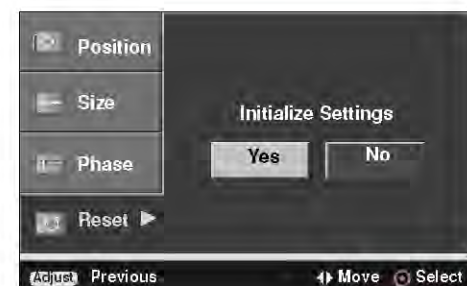 Position
Size
Phase
Reset
Initialize Settings
Yes
No
Adjust Previous
Move Select